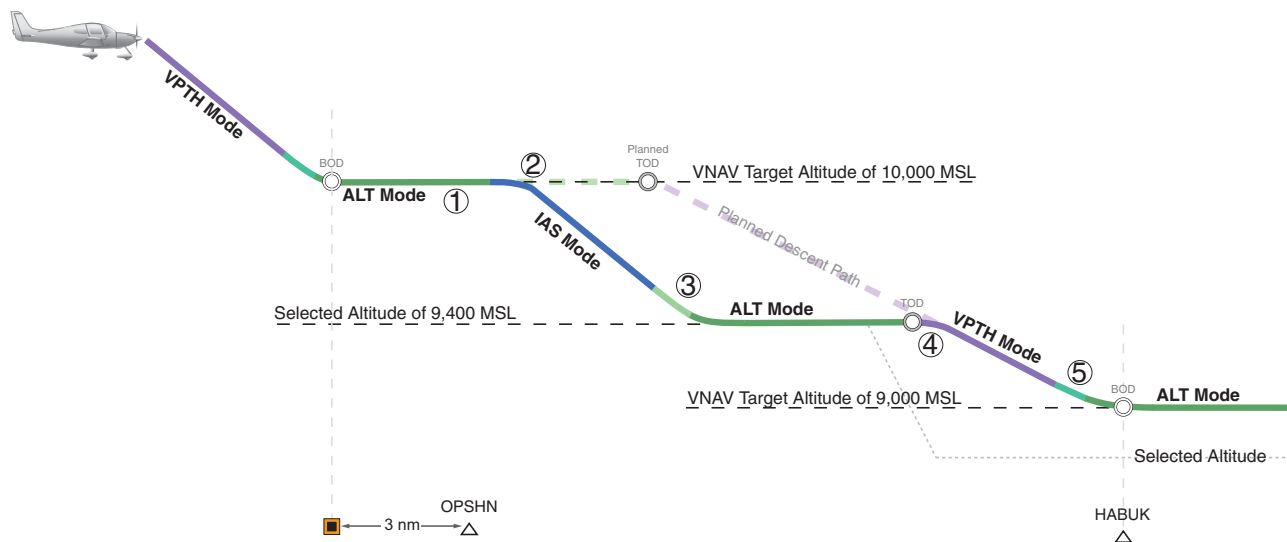 VPTH Mode
BOD
ALT Mode
①
②
Planned
TOD
VNAV Target Altitude of 10,000 MSL
IAS Mode
Planned Descent Path
③
Selected Altitude of 9,400 MSL
ALT Mode
TOD
④
VPTH Mode
⑤
VNAV Target Altitude of 9,000 MSL
BOD
ALT Mode
Selected Altitude
OPSHN
3 nm
HABUK